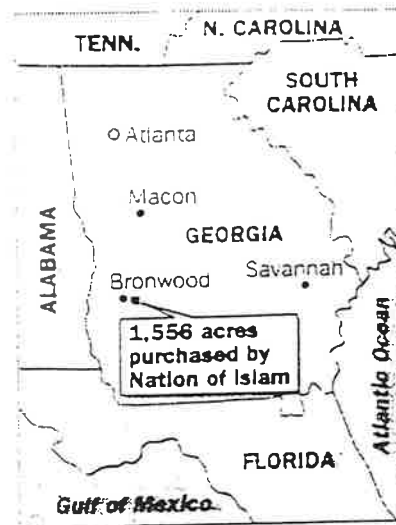 N. CAROLINA
TENN.
SOUTH
CAROLINA
Atlanta
Macon
GEORGIA
ALABAMA
Bronwood
Savannah
1,556 acres
purchased by
Nation of Islam
Atlantic Ocean
FLORIDA
Gulf of Mexico